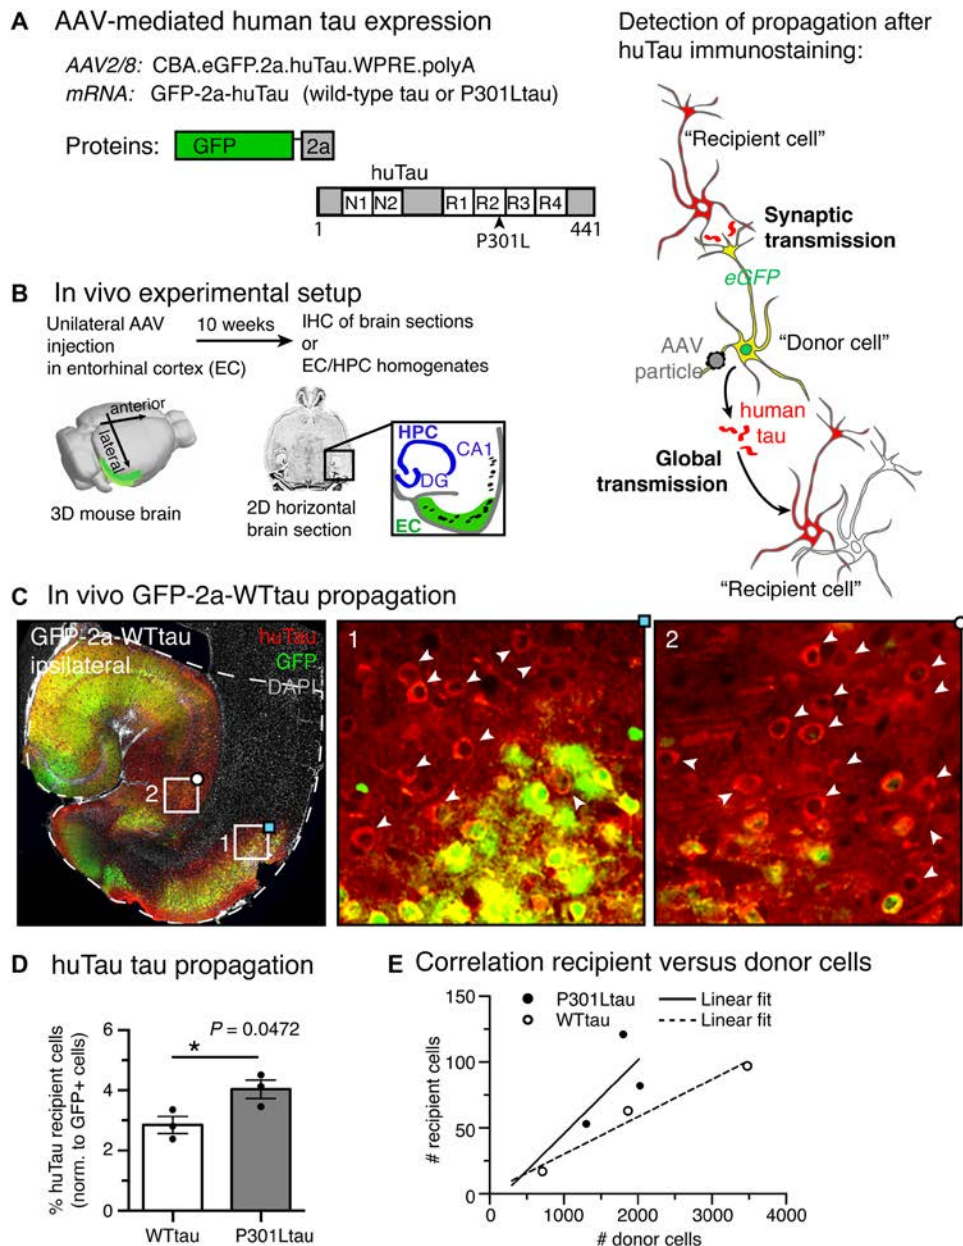 A AAV-mediated human tau expression
AAV2/8: CBA.eGFP.2a.huTau.WPRE.polyA
mRNA: GFP-2a-huTau (wild-type tau or P301Ltau)
Proteins: GFP 2a
huTau
N1 N2 R1 R2 R3 R4
1 P301L 441
Detection of propagation after
huTau immunostaining:
"Recipient cell"
Synaptic
transmission
eGFP
"Donor cell"
AAV
particle
human
tau
Global
transmission
"Recipient cell"
B In vivo experimental setup
Unilateral AAV
injection
in entorhinal cortex (EC)
10 weeks
IHC of brain sections
or
EC/HPC homogenates
anterior
lateral
3D mouse brain
2D horizontal
brain section
HPC
CA1
DG
EC
C In vivo GFP-2a-WTtau propagation
GFP-2a-WTtau
insilateral
huTau
GFP
DAPI
2
1
1
2
D huTau tau propagation
P = 0.0472
*
% huTau recipient cells
(norm. to GFP+ cells)
6
4
2
0
WTtau P301Ltau
E Correlation recipient versus donor cells
P301Ltau Linear fit
WTtau Linear fit
# recipient cells
150
100
50
0
0 1000 2000 3000 4000
# donor cells